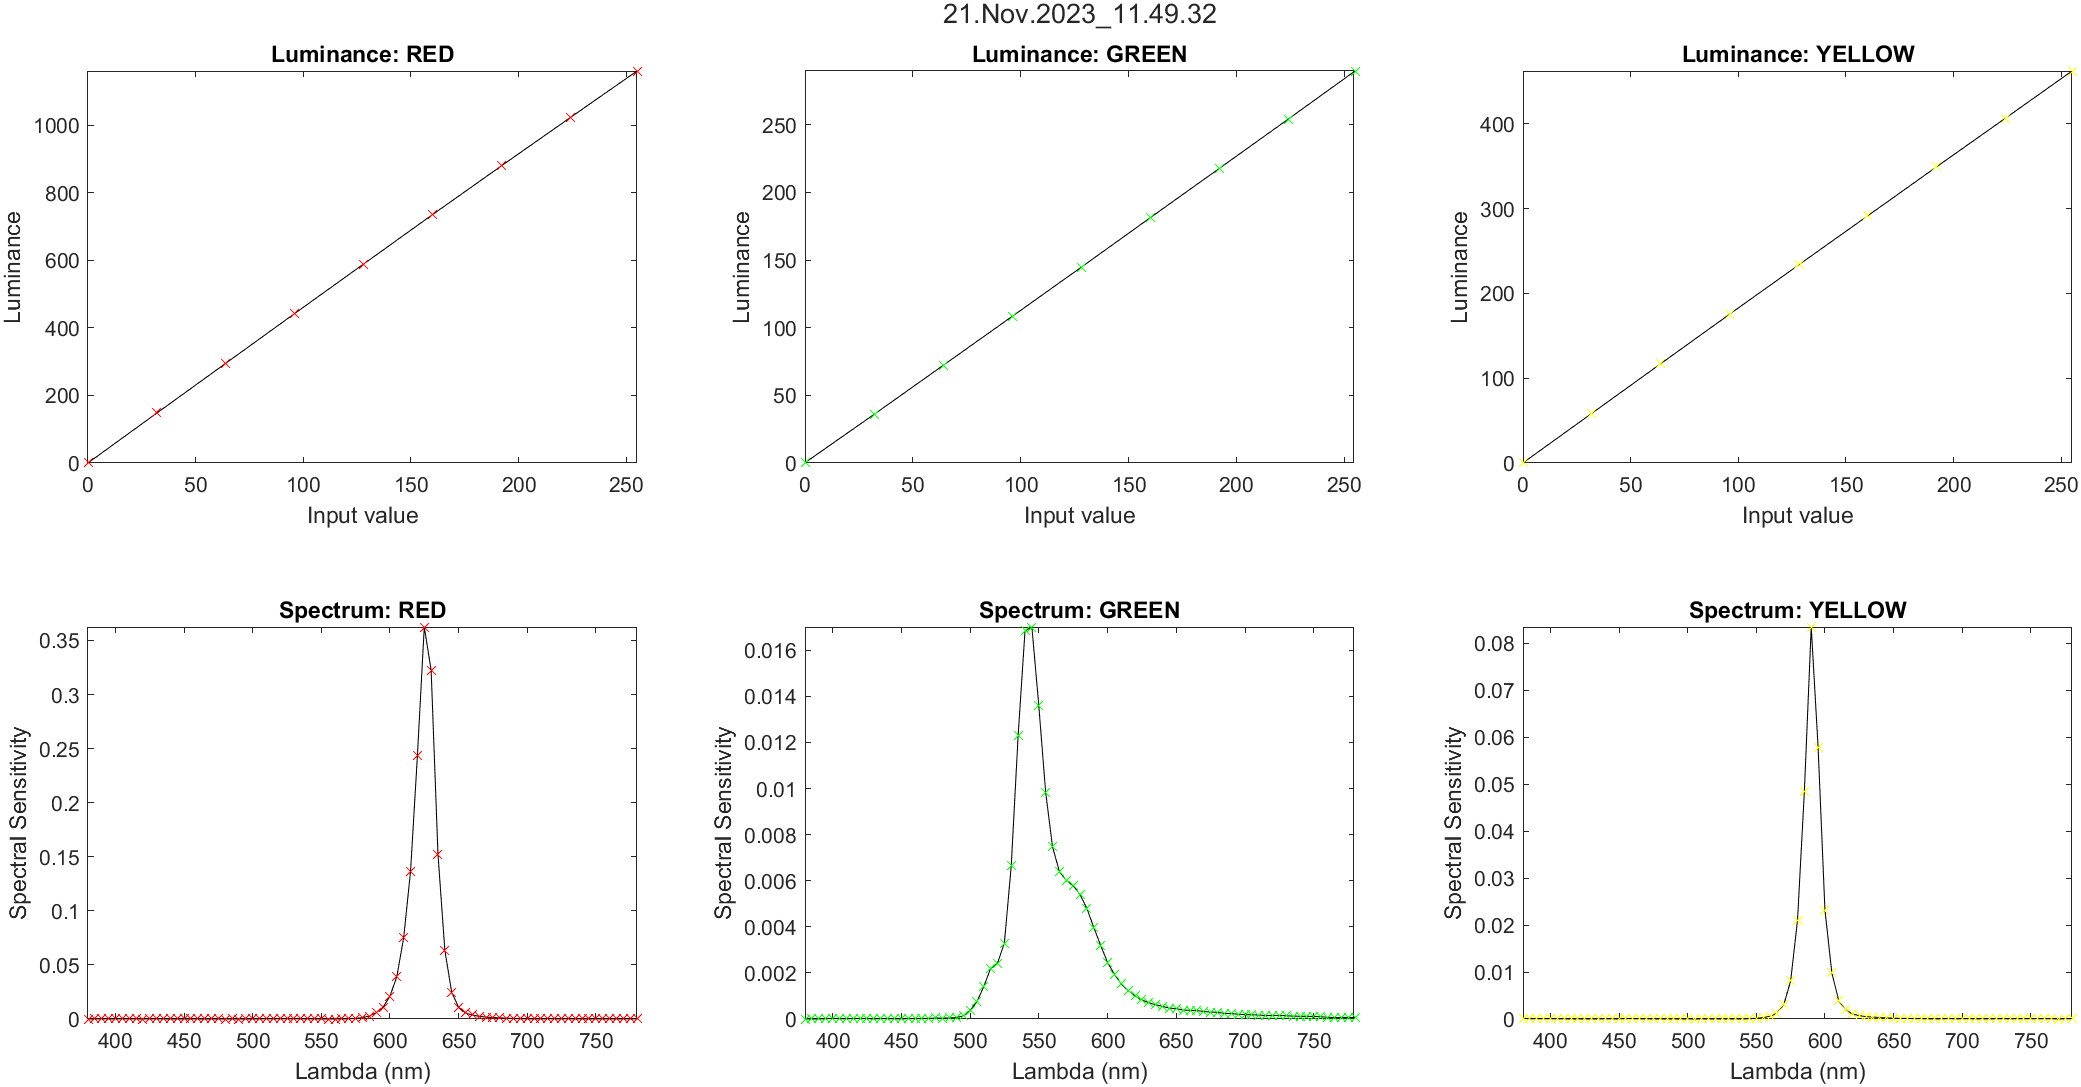 21.Nov.2023_11.49.32
Luminance: RED
Luminance
1000
800
600
400
200
0
0 50 100 150 200 250
Input value
Luminance: GREEN
Luminance
250
200
150
100
50
0
0 50 100 150 200 250
Input value
Luminance: YELLOW
Luminance
400
300
200
100
0
0 50 100 150 200 250
Input value
Spectrum: RED
Spectral Sensitivity
0.35
0.3
0.25
0.2
0.15
0.1
0.05
0
400 450 500 550 600 650 700 750
Lambda (nm)
Spectrum: GREEN
Spectral Sensitivity
0.016
0.014
0.012
0.01
0.008
0.006
0.004
0.002
0
400 450 500 550 600 650 700 750
Lambda (nm)
Spectrum: YELLOW
Spectral Sensitivity
0.08
0.07
0.06
0.05
0.04
0.03
0.02
0.01
0
400 450 500 550 600 650 700 750
Lambda (nm)